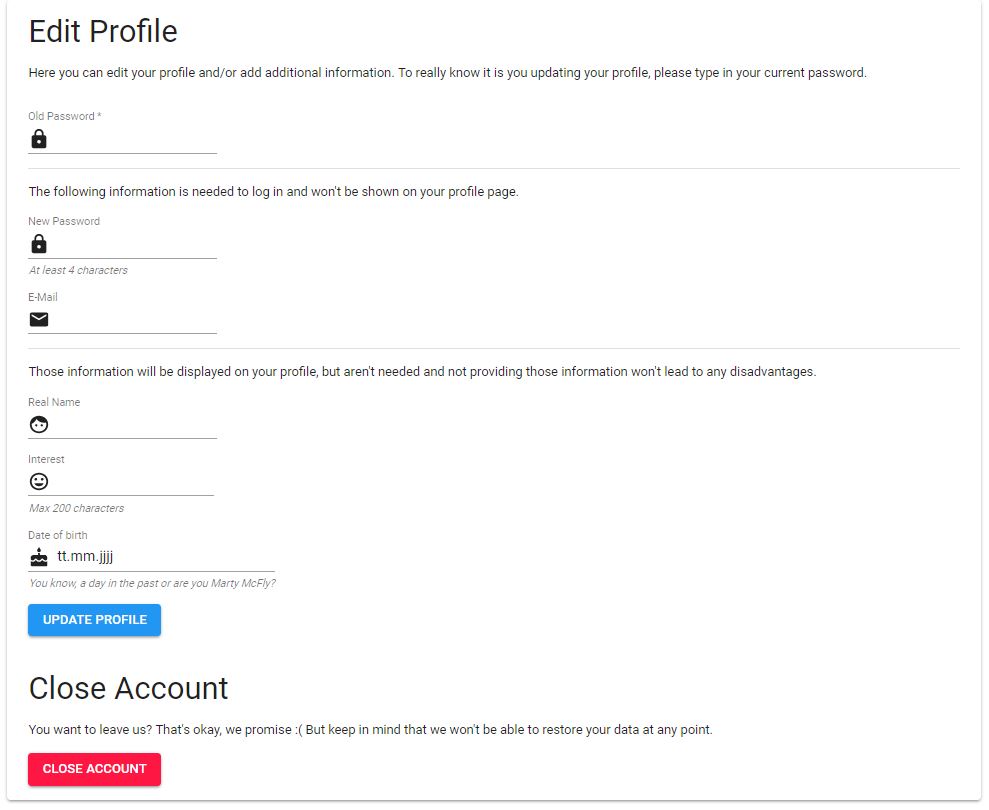 Edit Profile
Here you can edit your profile and/or add additional information. To really know it is you updating your profile, please type in your current password.
Old Password *
The following information is needed to log in and won't be shown on your profile page.
New Password
At least 4 characters
E-Mail
Those information will be displayed on your profile, but aren't needed and not providing those information won't lead to any disadvantages.
Real Name
Interest
Max 200 characters
Date of birth
tt.mm.jjjj
You know, a day in the past or are you Marty McFly?
UPDATE PROFILE
Close Account
You want to leave us? That's okay, we promise :( But keep in mind that we won't be able to restore your data at any point.
CLOSE ACCOUNT